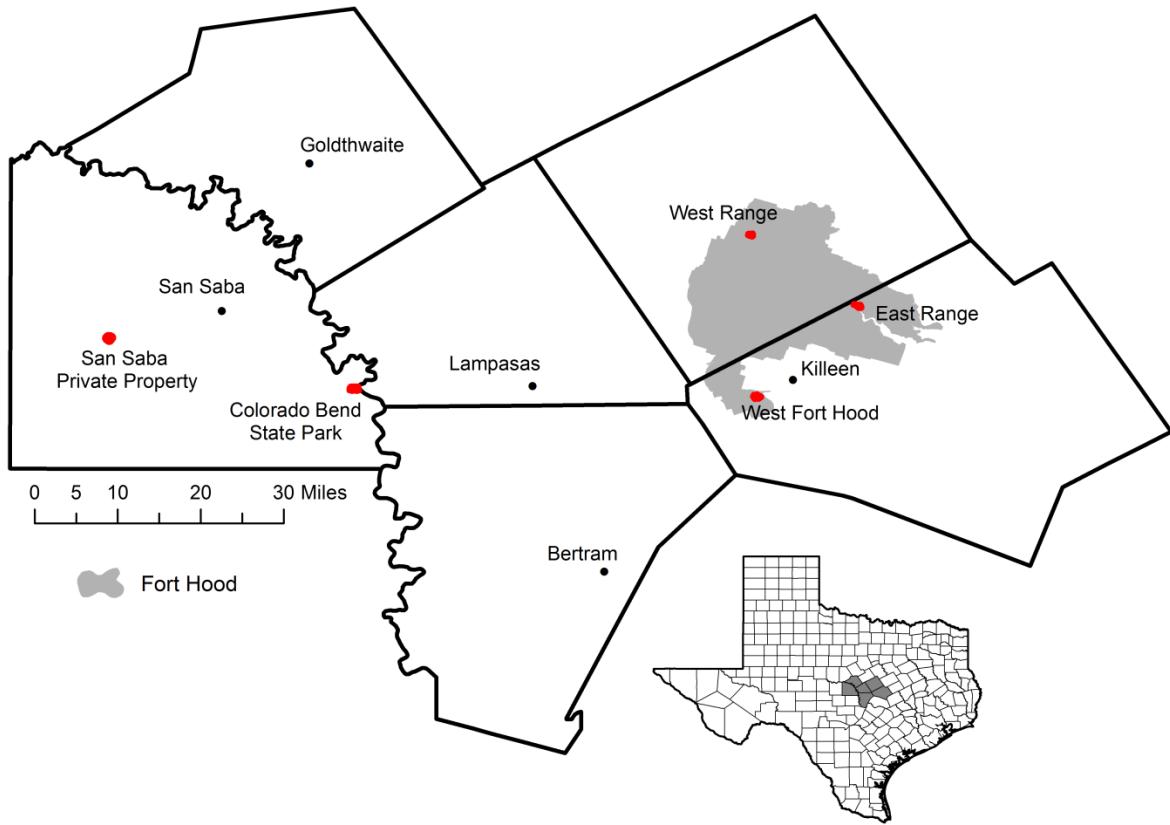 Goldthwaite
West Range
San Saba
East Range
San Saba
Private Property
Lampasas
Killeen
Colorado Bend
State Park
West Fort Hood
0 5 10 20 30 Miles
Bertram
Fort Hood